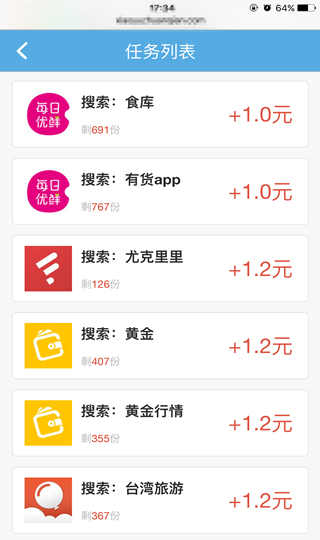 17:34
64%
任务列表
每日
优鲜
搜索：食库
剩691份
+1.0元
每日
优鲜
搜索：有货app
剩767份
+1.0元
搜索：尤克里里
剩126份
+1.2元
搜索：黄金
剩407份
+1.2元
搜索：黄金行情
剩355份
+1.2元
搜索：台湾旅游
剩367份
+1.2元